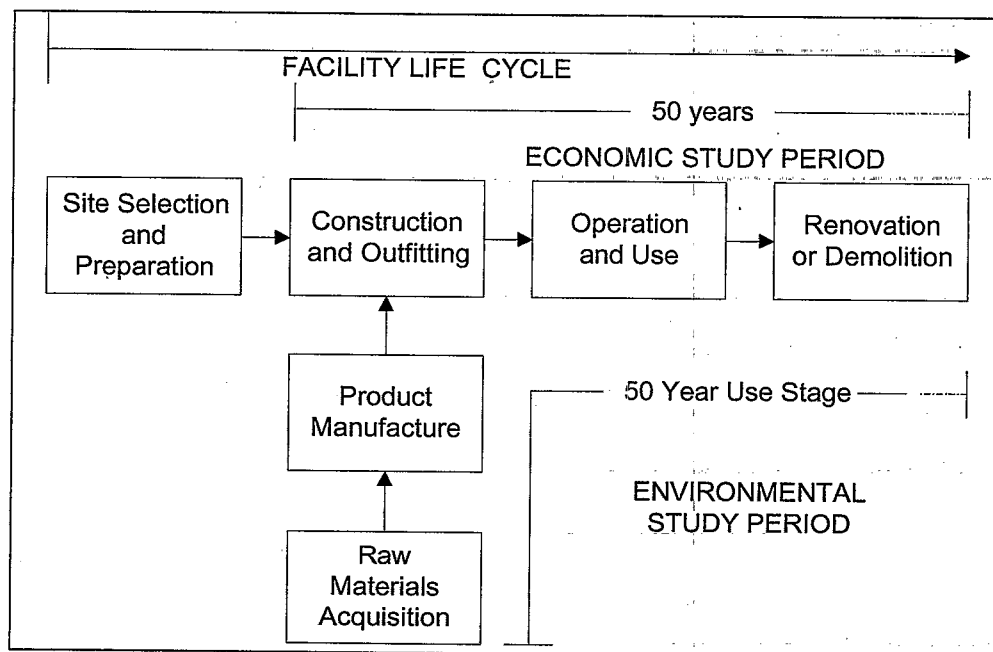 FACILITY LIFE CYCLE
50 years
ECONOMIC STUDY PERIOD
Site Selection
and
Preparation
Construction
and Outfitting
Operation
and Use
Renovation
or Demolition
Product
Manufacture
50 Year Use Stage
ENVIRONMENTAL
STUDY PERIOD
Raw
Materials
Acquisition